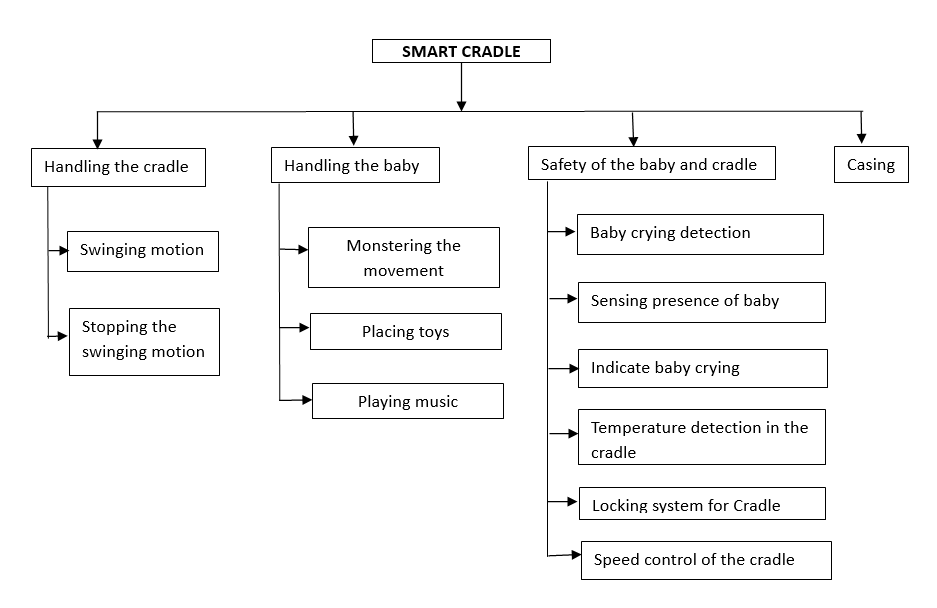 SMART CRADLE
Handling the cradle
Swinging motion
Stopping the
swinging motion
Handling the baby
Monstering the
movement
Placing toys
Playing music
Safety of the baby and cradle
Baby crying detection
Sensing presence of baby
Indicate baby crying
Temperature detection in the
cradle
Locking system for Cradle
Speed control of the cradle
Casing